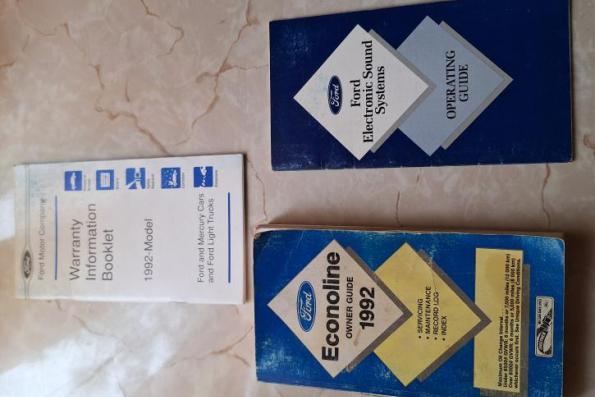 Ford Motor Company
Warranty
Information
Booklet
1992-Model
Ford and Mercury Cars
and Ford Light Trucks
Ford
Ford
Electronic Sound
Systems
OPERATING
GUIDE
Ford
Econoline
OWNER GUIDE
1992
• SERVICING
• MAINTENANCE
• RECORD LOG
• INDEX
Maximum Oil Change Interval